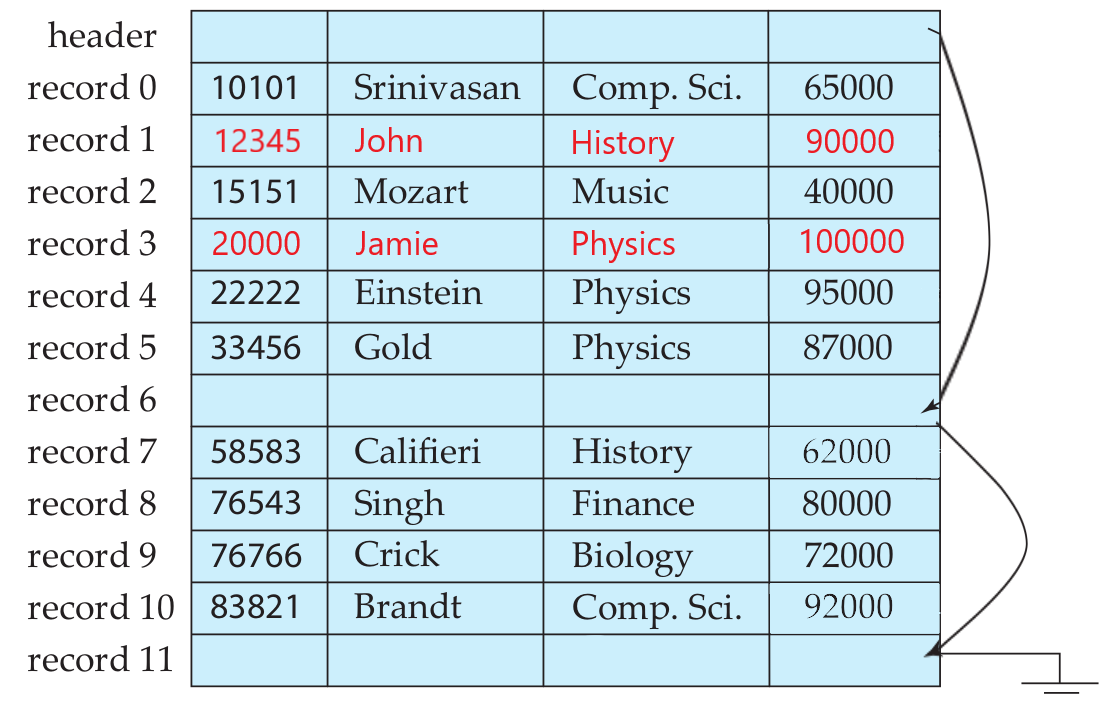 header
record 0 10101 Srinivasan Comp. Sci. 65000
record 1 12345 John History 90000
record 2 15151 Mozart Music 40000
record 3 20000 Jamie Physics 100000
record 4 22222 Einstein Physics 95000
record 5 33456 Gold Physics 87000
record 6
record 7 58583 Califieri History 62000
record 8 76543 Singh Finance 80000
record 9 76766 Crick Biology 72000
record 10 83821 Brandt Comp. Sci. 92000
record 11